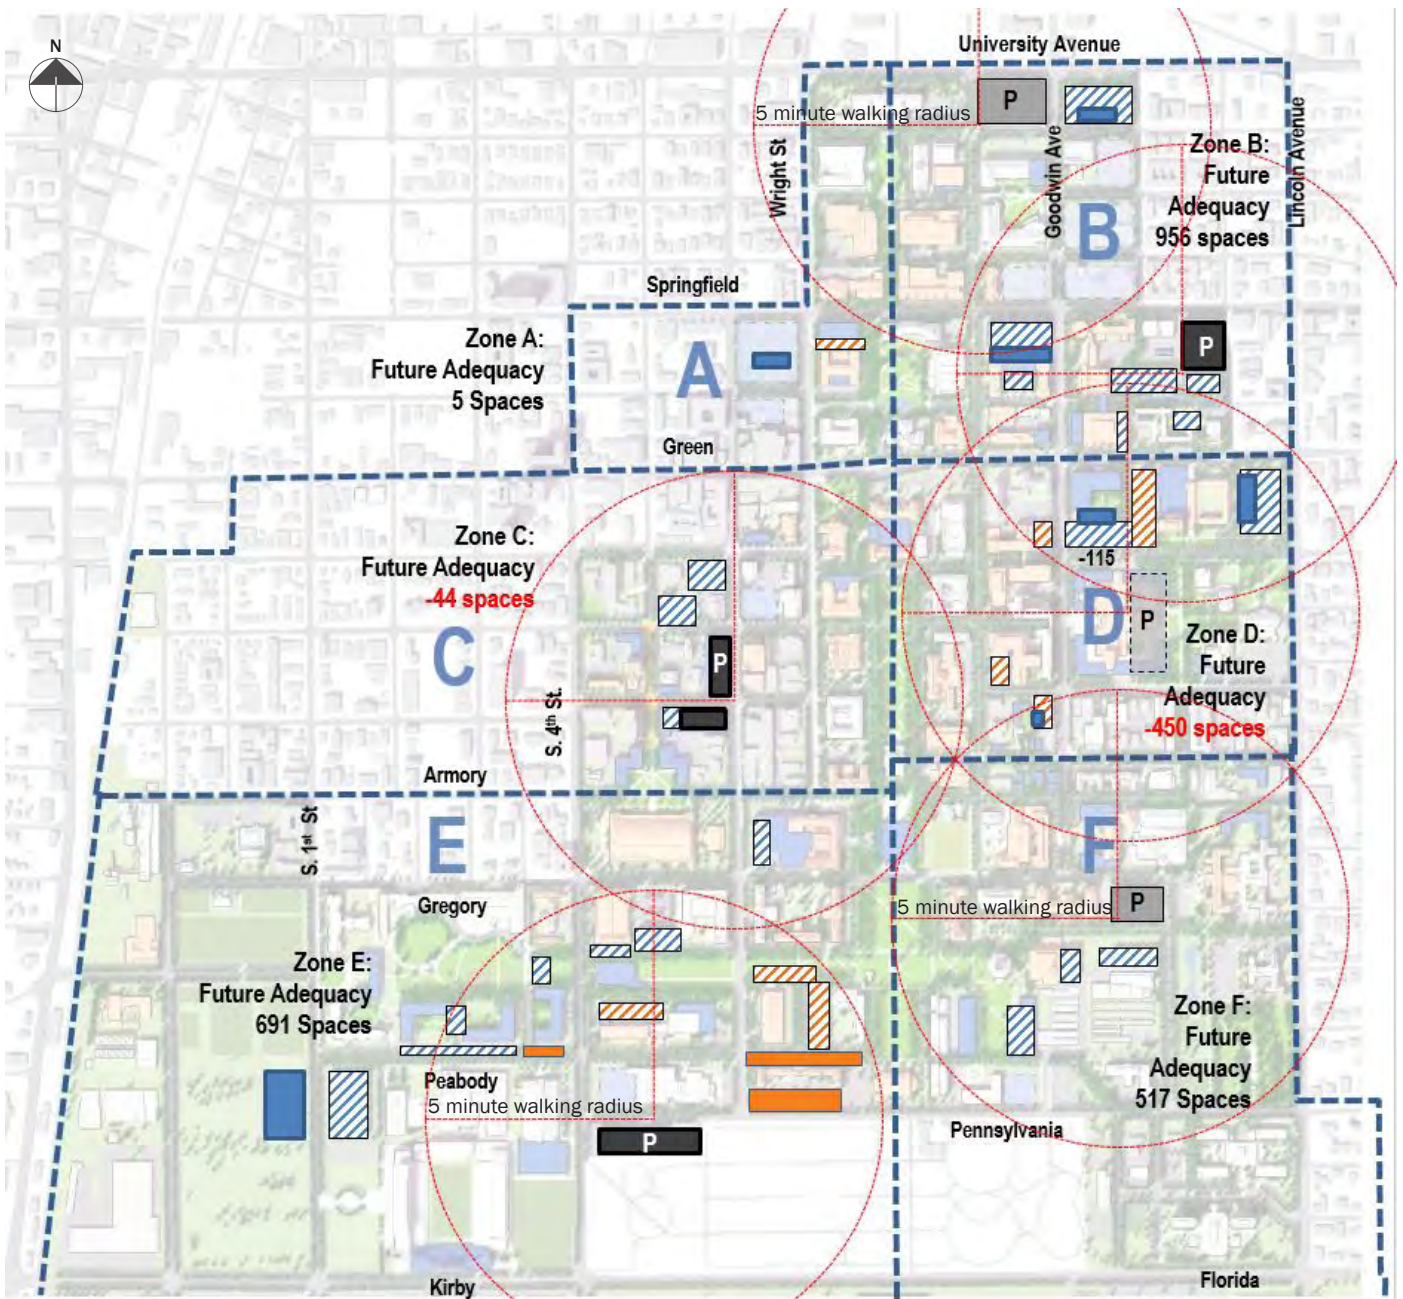 N
University Avenue
P
5 minute walking radius
Wright St
Goodwin Ave
Lincoln Avenue
Zone B:
Future
Adequacy
956 spaces
B
Springfield
Zone A:
Future Adequacy
5 Spaces
A
P
Green
Zone C:
Future Adequacy
-44 spaces
C
-115
D
P
Zone D:
Future
Adequacy
-450 spaces
P
S. 4th St.
Armory
S. 1st St
E
F
Gregory
5 minute walking radius
P
Zone E:
Future Adequacy
691 Spaces
Zone F:
Future
Adequacy
517 Spaces
Peabody
5 minute walking radius
P
Pennsylvania
Kirby
Florida